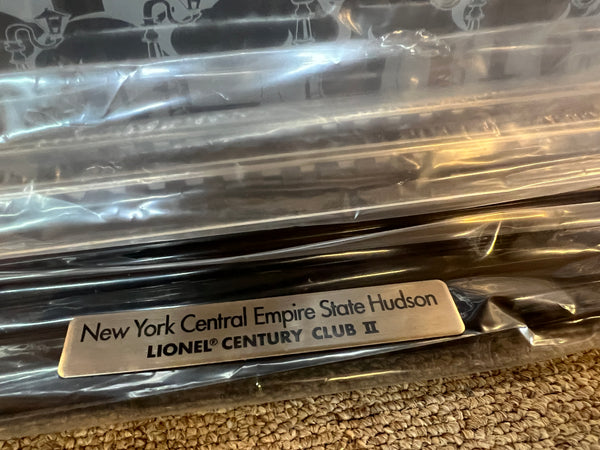 New York Central Empire State Hudson
LIONEL® CENTURY CLUB II